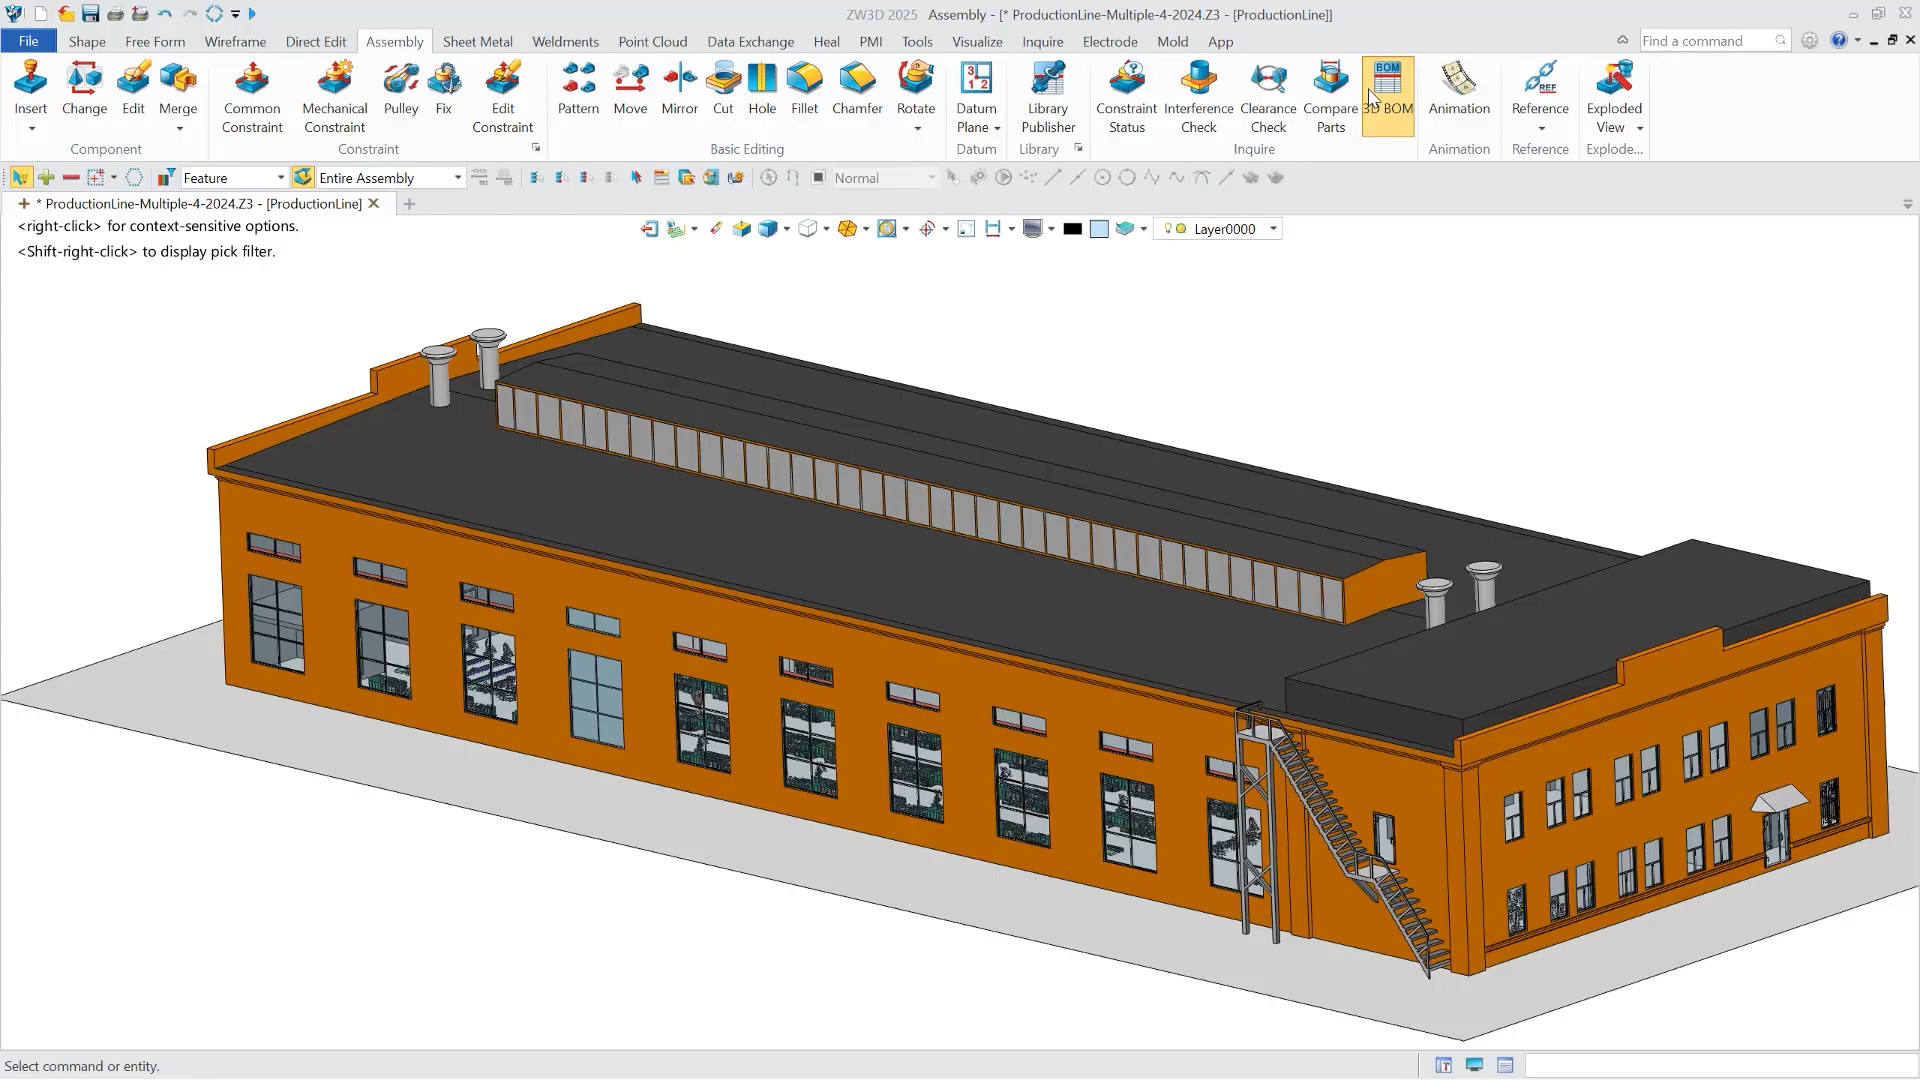 ZW3D 2025 Assembly - [* ProductionLine-Multiple-4-2024.Z3 - [ProductionLine]]
File Shape Free Form Wireframe Direct Edit Assembly Sheet Metal Weldments Point Cloud Data Exchange Heal PMI Tools Visualize Inquire Electrode Mold App Find a command
Insert Change Edit Merge Common Constraint Mechanical Constraint Pulley Fix Edit Constraint Pattern Move Mirror Cut Hole Fillet Chamfer Rotate Datum Plane Library Publisher Constraint Status Interference Check Clearance Check Compare Parts BOM 3D BOM Animation REF Reference Exploded View
Component Constraint Basic Editing Datum Library Inquire Animation Reference Explode...
Feature Entire Assembly Normal
* ProductionLine-Multiple-4-2024.Z3 - [ProductionLine]
<right-click> for context-sensitive options.
Layer0000
<Shift-right-click> to display pick filter.
Select command or entity.